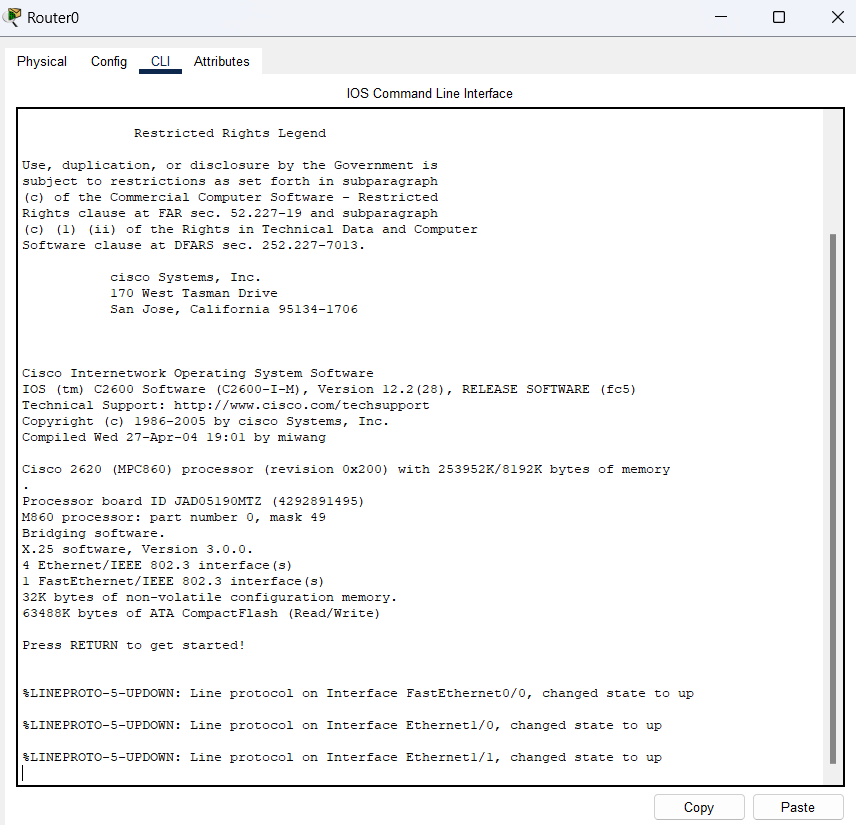 Router0
Physical Config CLI Attributes
IOS Command Line Interface
Restricted Rights Legend
Use, duplication, or disclosure by the Government is
subject to restrictions as set forth in subparagraph
(c) of the Commercial Computer Software - Restricted
Rights clause at FAR sec. 52.227-19 and subparagraph
(c) (1) (ii) of the Rights in Technical Data and Computer
Software clause at DFARS sec. 252.227-7013.
cisco Systems, Inc.
170 West Tasman Drive
San Jose, California 95134-1706
Cisco Internetwork Operating System Software
IOS (tm) C2600 Software (C2600-I-M), Version 12.2(28), RELEASE SOFTWARE (fc5)
Technical Support: http://www.cisco.com/techsupport
Copyright (c) 1986-2005 by cisco Systems, Inc.
Compiled Wed 27-Apr-04 19:01 by miwang
Cisco 2620 (MPC860) processor (revision 0x200) with 253952K/8192K bytes of memory
.
Processor board ID JAD05190MTZ (4292891495)
M860 processor: part number 0, mask 49
Bridging software.
X.25 software, Version 3.0.0.
4 Ethernet/IEEE 802.3 interface(s)
1 FastEthernet/IEEE 802.3 interface(s)
32K bytes of non-volatile configuration memory.
63488K bytes of ATA CompactFlash (Read/Write)
Press RETURN to get started!
%LINEPROTO-5-UPDOWN: Line protocol on Interface FastEthernet0/0, changed state to up
%LINEPROTO-5-UPDOWN: Line protocol on Interface Ethernet1/0, changed state to up
%LINEPROTO-5-UPDOWN: Line protocol on Interface Ethernet1/1, changed state to up
Copy Paste